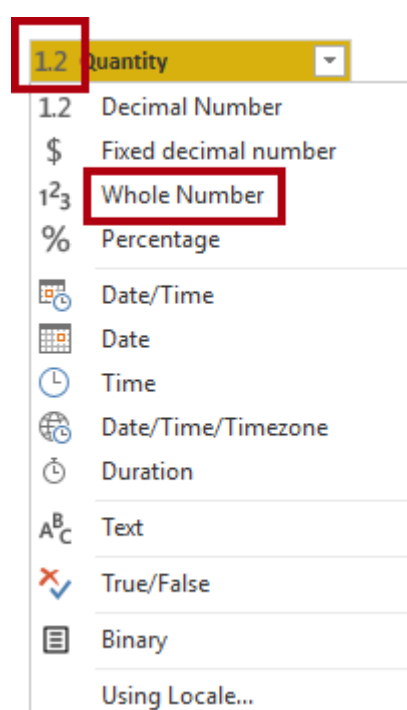 1.2 Quantity
1.2 Decimal Number
$ Fixed decimal number
1²3 Whole Number
% Percentage
Date/Time
Date
Time
Date/Time/Timezone
Duration
ABC Text
True/False
Binary
Using Locale...